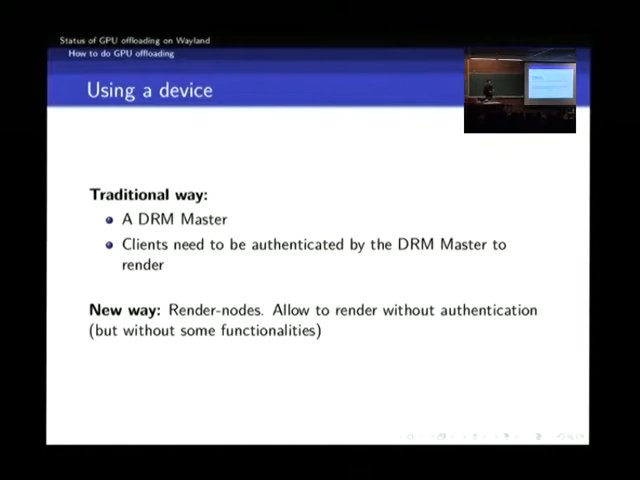 Status of GPU offloading on Wayland
How to do GPU offloading
Using a device
Traditional way:
A DRM Master
Clients need to be authenticated by the DRM Master to
render
New way: Render-nodes. Allow to render without authentication
(but without some functionalities)